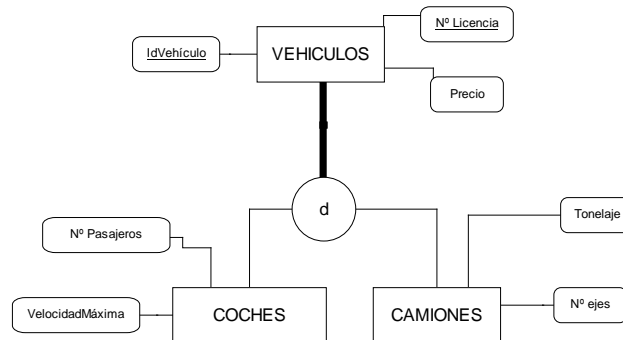 Nº Licencia
IdVehículo
VEHICULOS
Precio
d
Tonelaje
Nº Pasajeros
Nº ejes
VelocidadMáxima
COCHES
CAMIONES